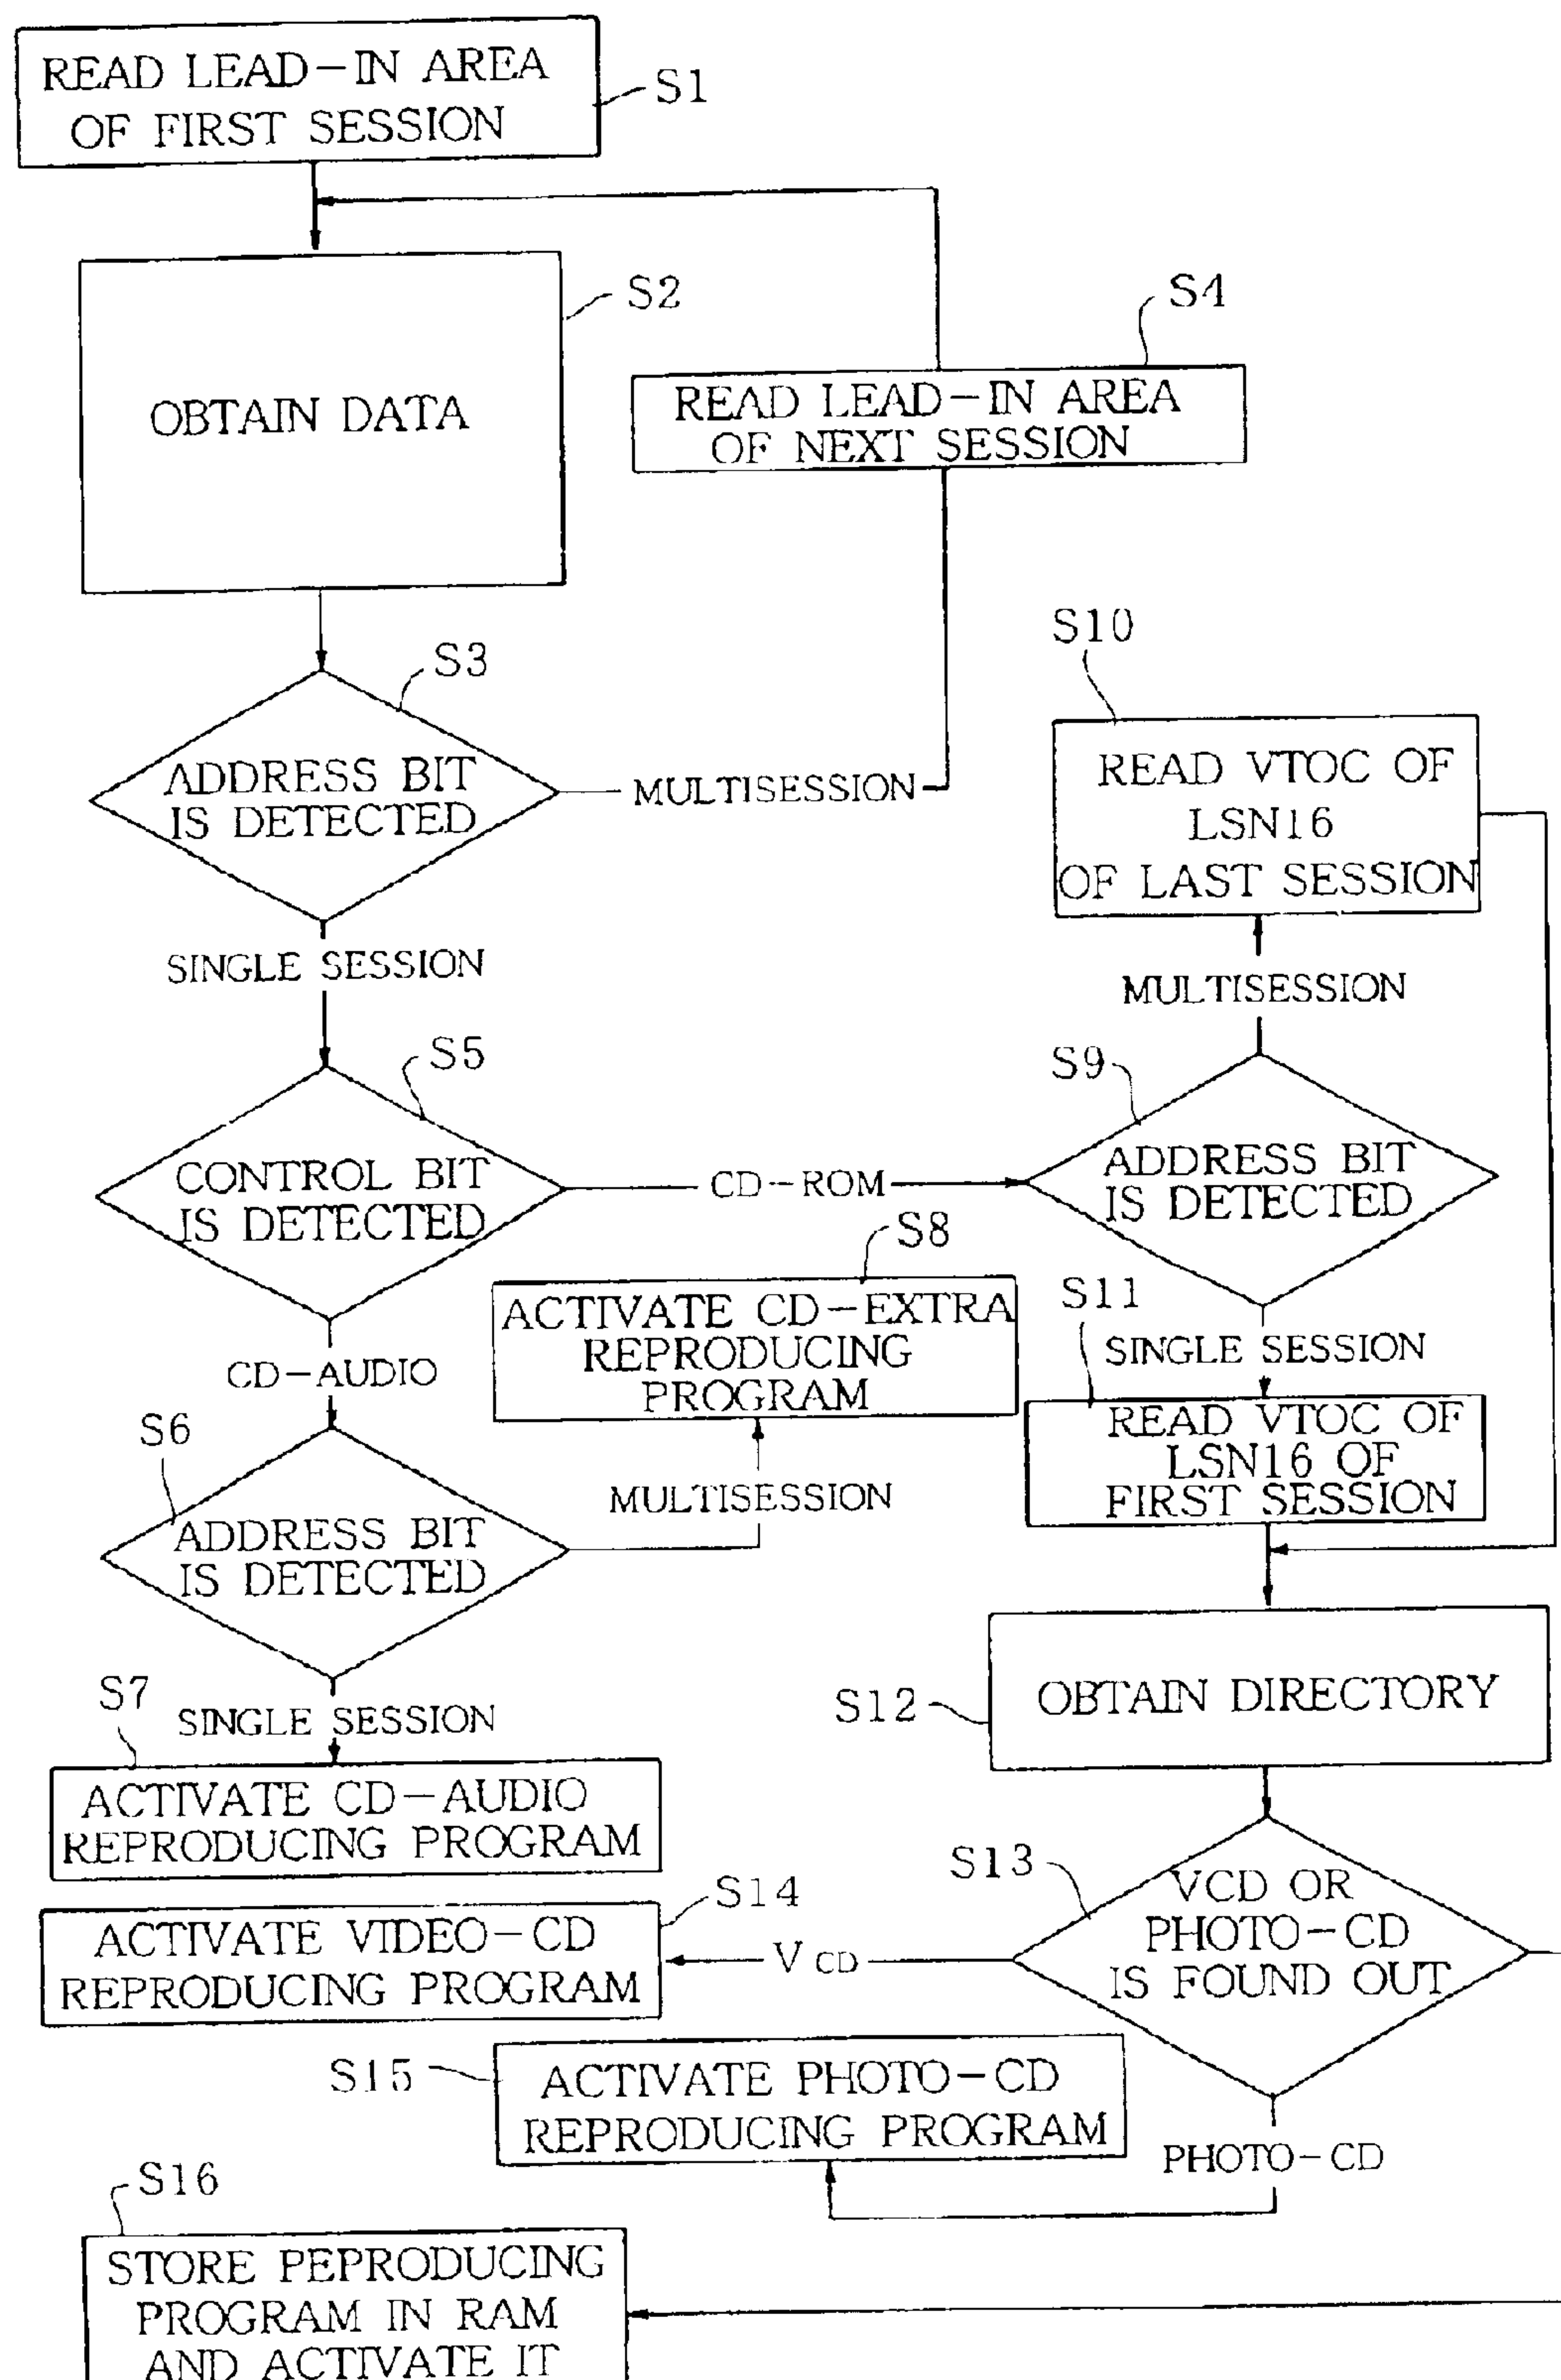 READ LEAD-IN AREA
OF FIRST SESSION
S1
OBTAIN DATA
S2
S4
READ LEAD-IN AREA
OF NEXT SESSION
S3
ADDRESS BIT
IS DETECTED
MULTISESSION
SINGLE SESSION
S10
READ VTOC OF
LSN16
OF LAST SESSION
MULTISESSION
S5
CONTROL BIT
IS DETECTED
CD-ROM
S9
ADDRESS BIT
IS DETECTED
S8
ACTIVATE CD-EXTRA
REPRODUCING
PROGRAM
CD-AUDIO
S11
SINGLE SESSION
READ VTOC OF
LSN16 OF
FIRST SESSION
S6
ADDRESS BIT
IS DETECTED
MULTISESSION
SINGLE SESSION
S7
ACTIVATE CD-AUDIO
REPRODUCING PROGRAM
S12
OBTAIN DIRECTORY
S13
VCD OR
PHOTO-CD
IS FOUND OUT
VCD
S14
ACTIVATE VIDEO-CD
REPRODUCING PROGRAM
S15
ACTIVATE PHOTO-CD
REPRODUCING PROGRAM
PHOTO-CD
S16
STORE PEPRODUCING
PROGRAM IN RAM
AND ACTIVATE IT